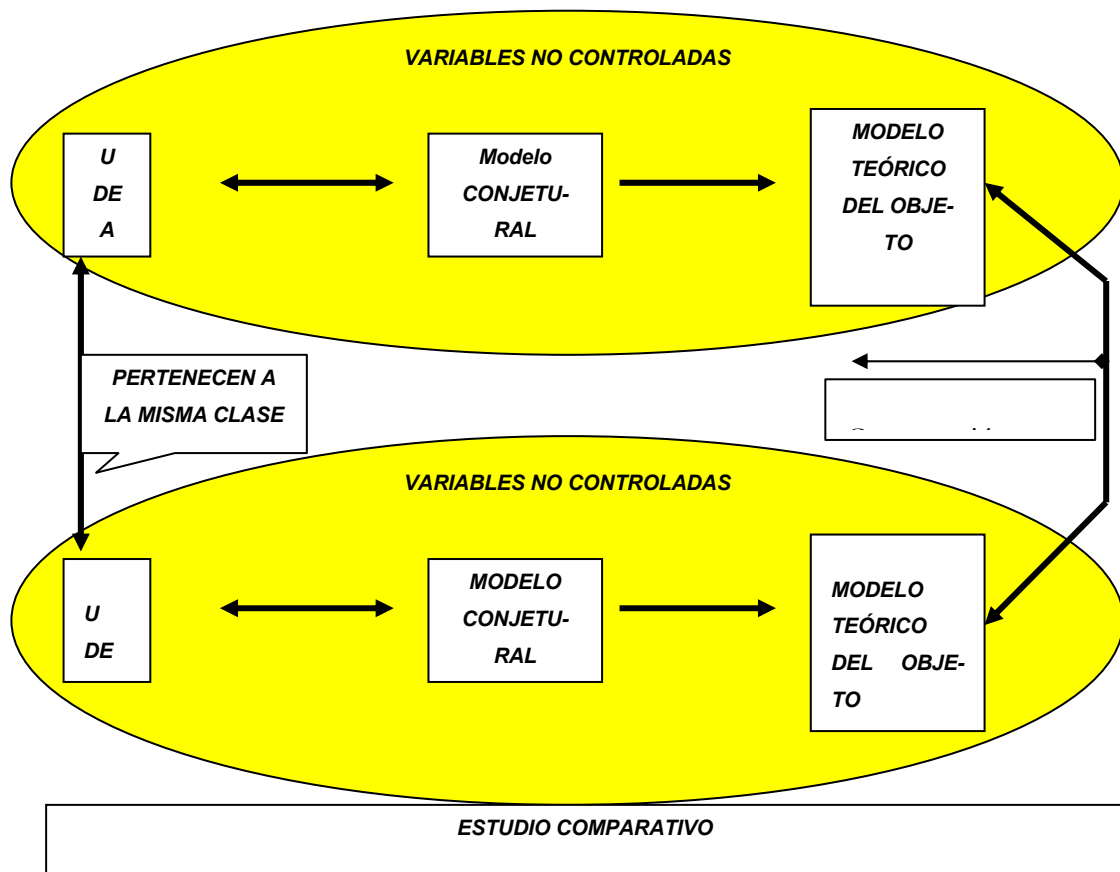 VARIABLES NO CONTROLADAS
U
DE
A
Modelo
CONJETU-
RAL
MODELO
TEÓRICO
DEL OBJE-
TO
PERTENECEN A
LA MISMA CLASE
VARIABLES NO CONTROLADAS
U
DE
MODELO
CONJETU-
RAL
MODELO
TEÓRICO
DEL OBJE-
TO
ESTUDIO COMPARATIVO